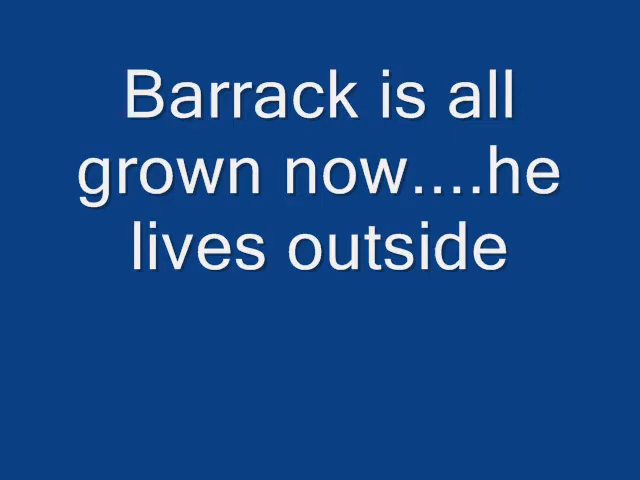 Barrack is all
grown now....he
lives outside